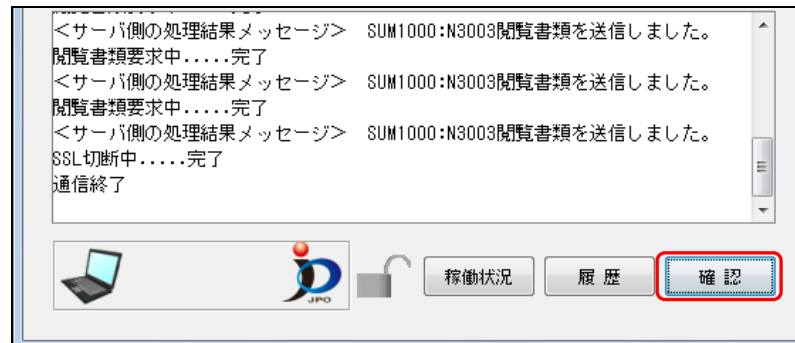 <サーバ側の処理結果メッセージ> SUM1000:N3003閲覧書類を送信しました。
閲覧書類要求中.....完了
<サーバ側の処理結果メッセージ> SUM1000:N3003閲覧書類を送信しました。
閲覧書類要求中.....完了
<サーバ側の処理結果メッセージ> SUM1000:N3003閲覧書類を送信しました。
SSL切断中.....完了
通信終了
JPO
稼働状況
履 歴
確 認